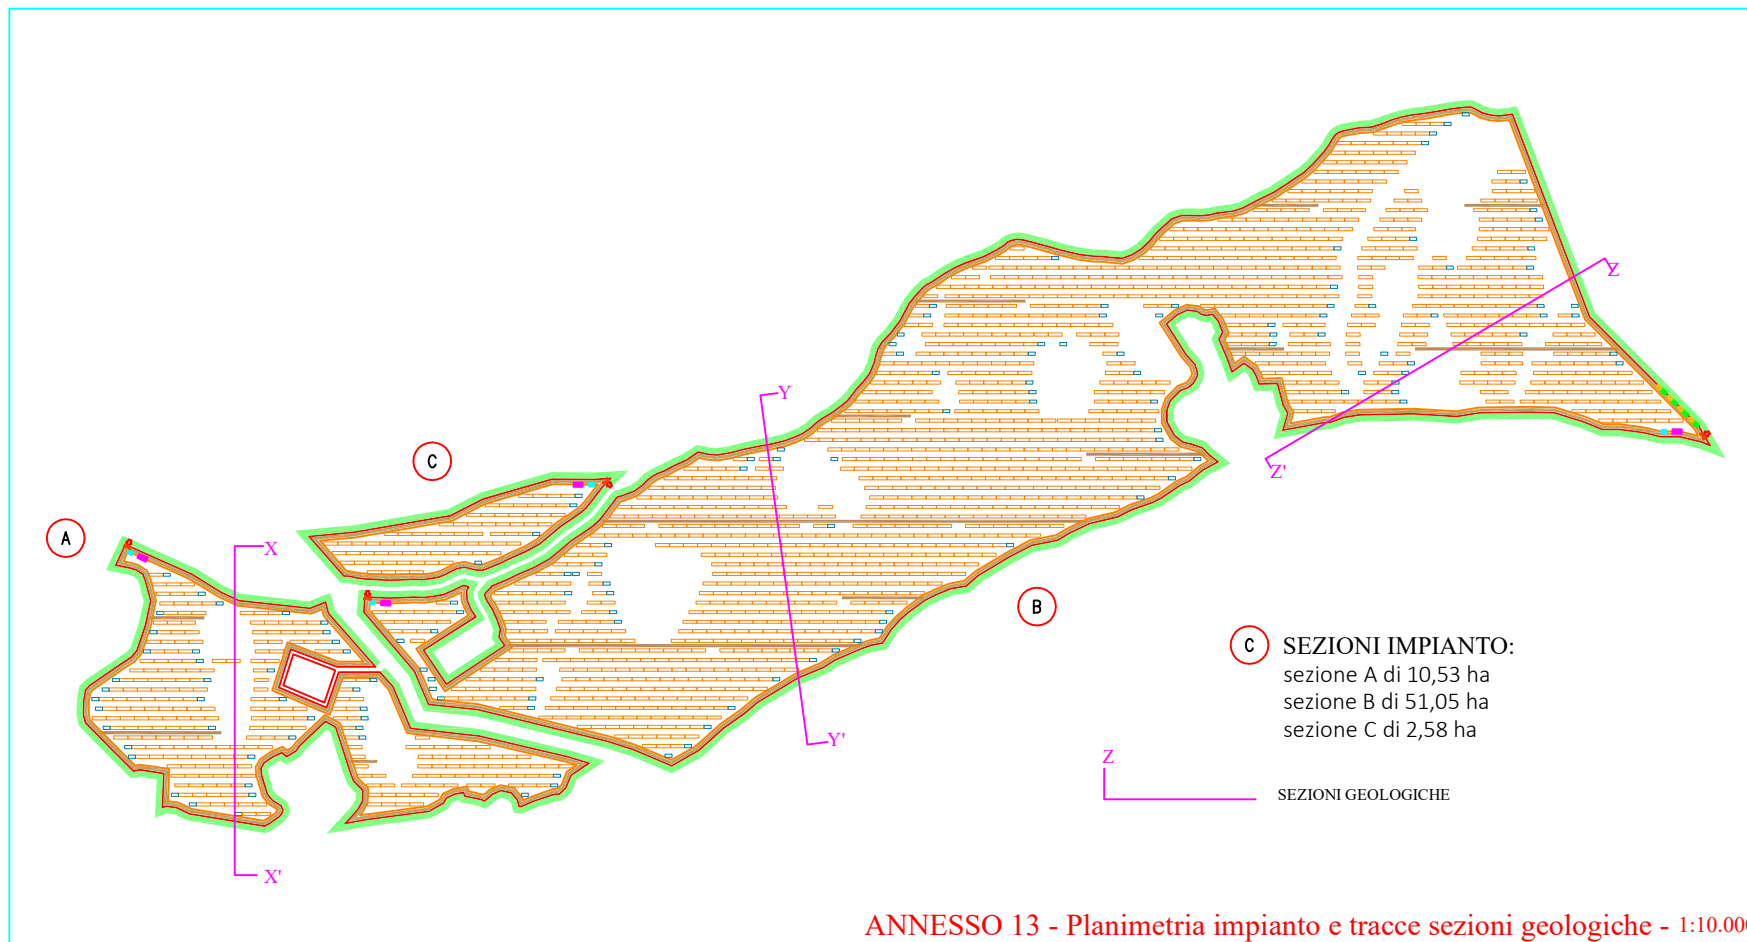 Z
Z'
Y
C
A
X
B
C SEZIONI IMPIANTO:
sezione A di 10,53 ha
sezione B di 51,05 ha
sezione C di 2,58 ha
Y'
Z
SEZIONI GEOLOGICHE
X'
ANNESSO 13 - Planimetria impianto e tracce sezioni geologiche - 1:10.000